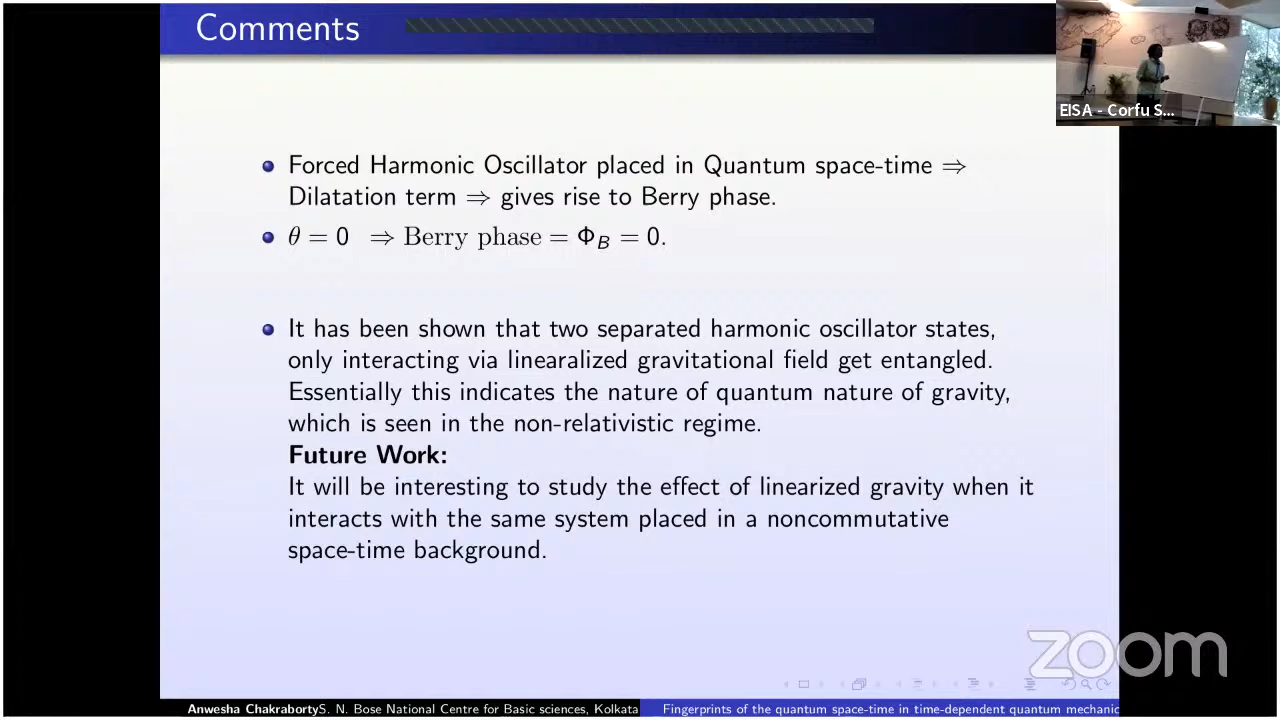 Comments
EISA - Corfu S...
Forced Harmonic Oscillator placed in Quantum space-time ⇒
Dilatation term ⇒ gives rise to Berry phase.
θ = 0 ⇒ Berry phase = Φ_B = 0.
It has been shown that two separated harmonic oscillator states,
only interacting via linearalized gravitational field get entangled.
Essentially this indicates the nature of quantum nature of gravity,
which is seen in the non-relativistic regime.
Future Work:
It will be interesting to study the effect of linearized gravity when it
interacts with the same system placed in a noncommutative
space-time background.
zoom
Anwesha ChakrabortyS. N. Bose National Centre for Basic sciences, Kolkata
Fingerprints of the quantum space-time in time-dependent quantum mechanic